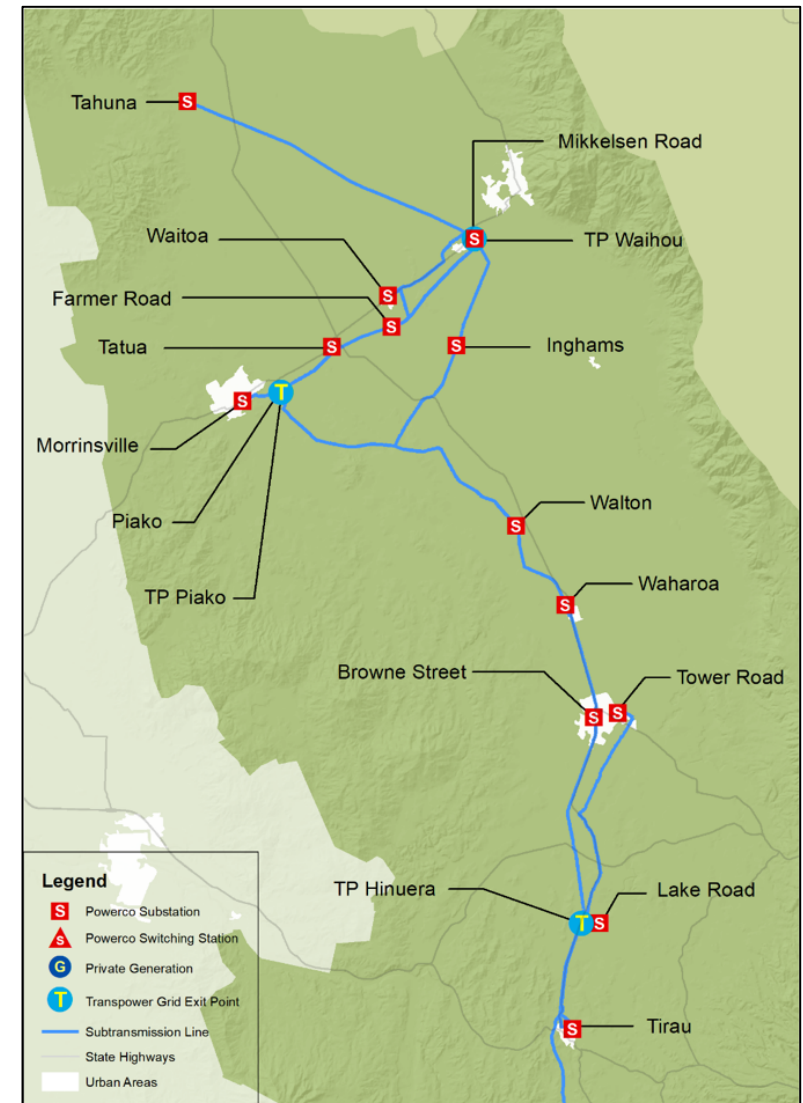 Tahuna
S
Mikkelsen Road
Waitoa
S
TP Waihou
S
Farmer Road
S
Tatua
S
S
Inghams
T
S
Morrinsville
Walton
Piako
S
TP Piako
Waharoa
S
Browne Street
Tower Road
S
S
TP Hinuera
Lake Road
T S
Tirau
S
Legend
S Powerco Substation
S Powerco Switching Station
G Private Generation
T Transpower Grid Exit Point
Subtransmission Line
State Highways
Urban Areas